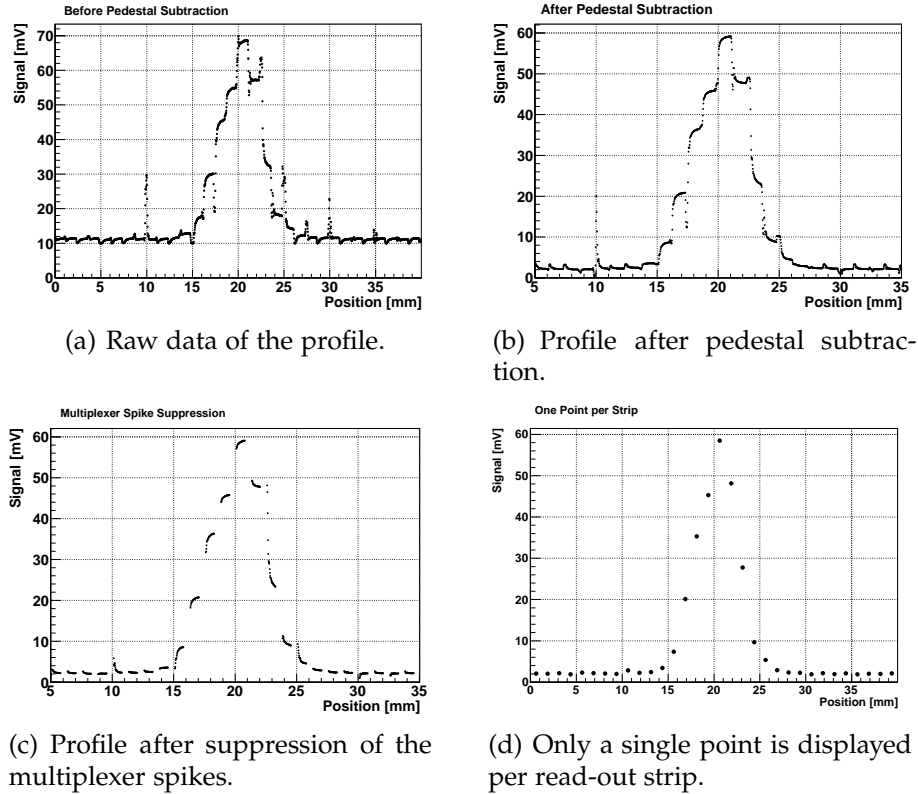 Before Pedestal Subtraction
Signal [mV]
70
60
50
40
30
20
10
0
0 5 10 15 20 25 30 35
Position [mm]
(a) Raw data of the profile.
After Pedestal Subtraction
Signal [mV]
60
50
40
30
20
10
0
5 10 15 20 25 30 35
Position [mm]
(b) Profile after pedestal subtrac-
tion.
Multiplexer Spike Suppression
Signal [mV]
60
50
40
30
20
10
0
5 10 15 20 25 30 35
Position [mm]
(c) Profile after suppression of the
multiplexer spikes.
One Point per Strip
Signal [mV]
60
50
40
30
20
10
0
0 5 10 15 20 25 30 35
Position [mm]
(d) Only a single point is displayed
per read-out strip.